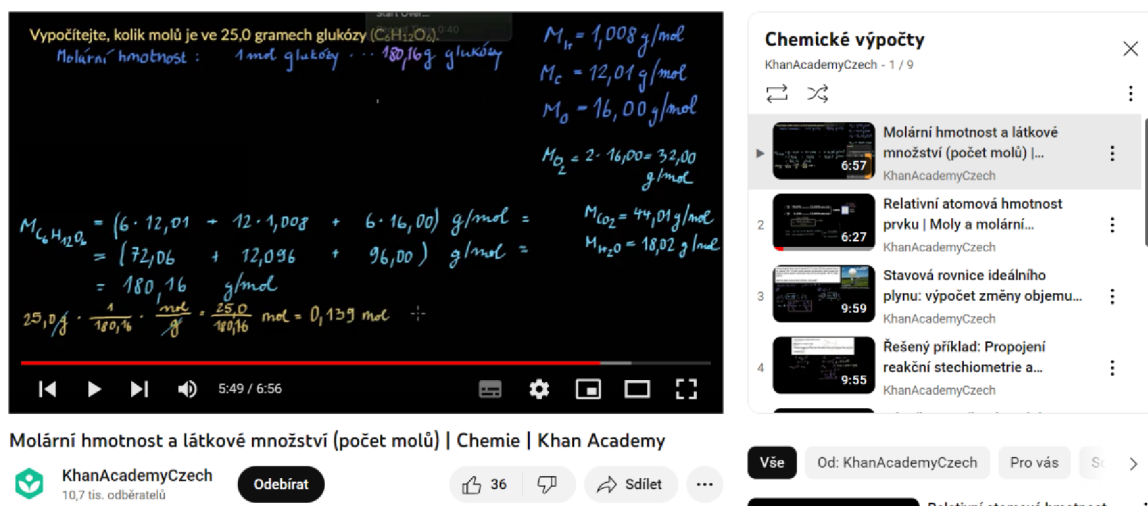 Start Over...
Vypočítejte, kolik molů je ve 25,0 gramech glukózy (C₆H₁₂O₆).
Molární hmotnost : 1 mol glukózy ... 180,16 g glukózy
M_H = 1,008 g/mol
M_C = 12,01 g/mol
M_O = 16,00 g/mol
M_O₂ = 2 · 16,00 = 32,00
g/mol
M_CO₂ = 44,01 g/mol
M_H₂O = 18,02 g/mol
M_C₆H₁₂O₆ = (6 · 12,01 + 12 · 1,008 + 6 · 16,00) g/mol =
= (72,06 + 12,096 + 96,00) g/mol =
= 180,16 g/mol
25,0 g · 1/180,16 · mol/g = 25,0/180,16 mol = 0,139 mol
5:49 / 6:56
Molární hmotnost a látkové množství (počet molů) | Chemie | Khan Academy
KhanAcademyCzech
10,7 tis. odběratelů
Odebírat
36
Sdílet
Chemické výpočty
KhanAcademyCzech - 1 / 9
6:57
Molární hmotnost a látkové
množství (počet molů) |...
KhanAcademyCzech
2
6:27
Relativní atomová hmotnost
prvku | Moly a molární...
KhanAcademyCzech
3
9:59
Stavová rovnice ideálního
plynu: výpočet změny objemu...
KhanAcademyCzech
4
9:55
Řešený příklad: Propojení
reakční stechiometrie a...
KhanAcademyCzech
Vše
Od: KhanAcademyCzech
Pro vás
Relativní atomová hmotnost